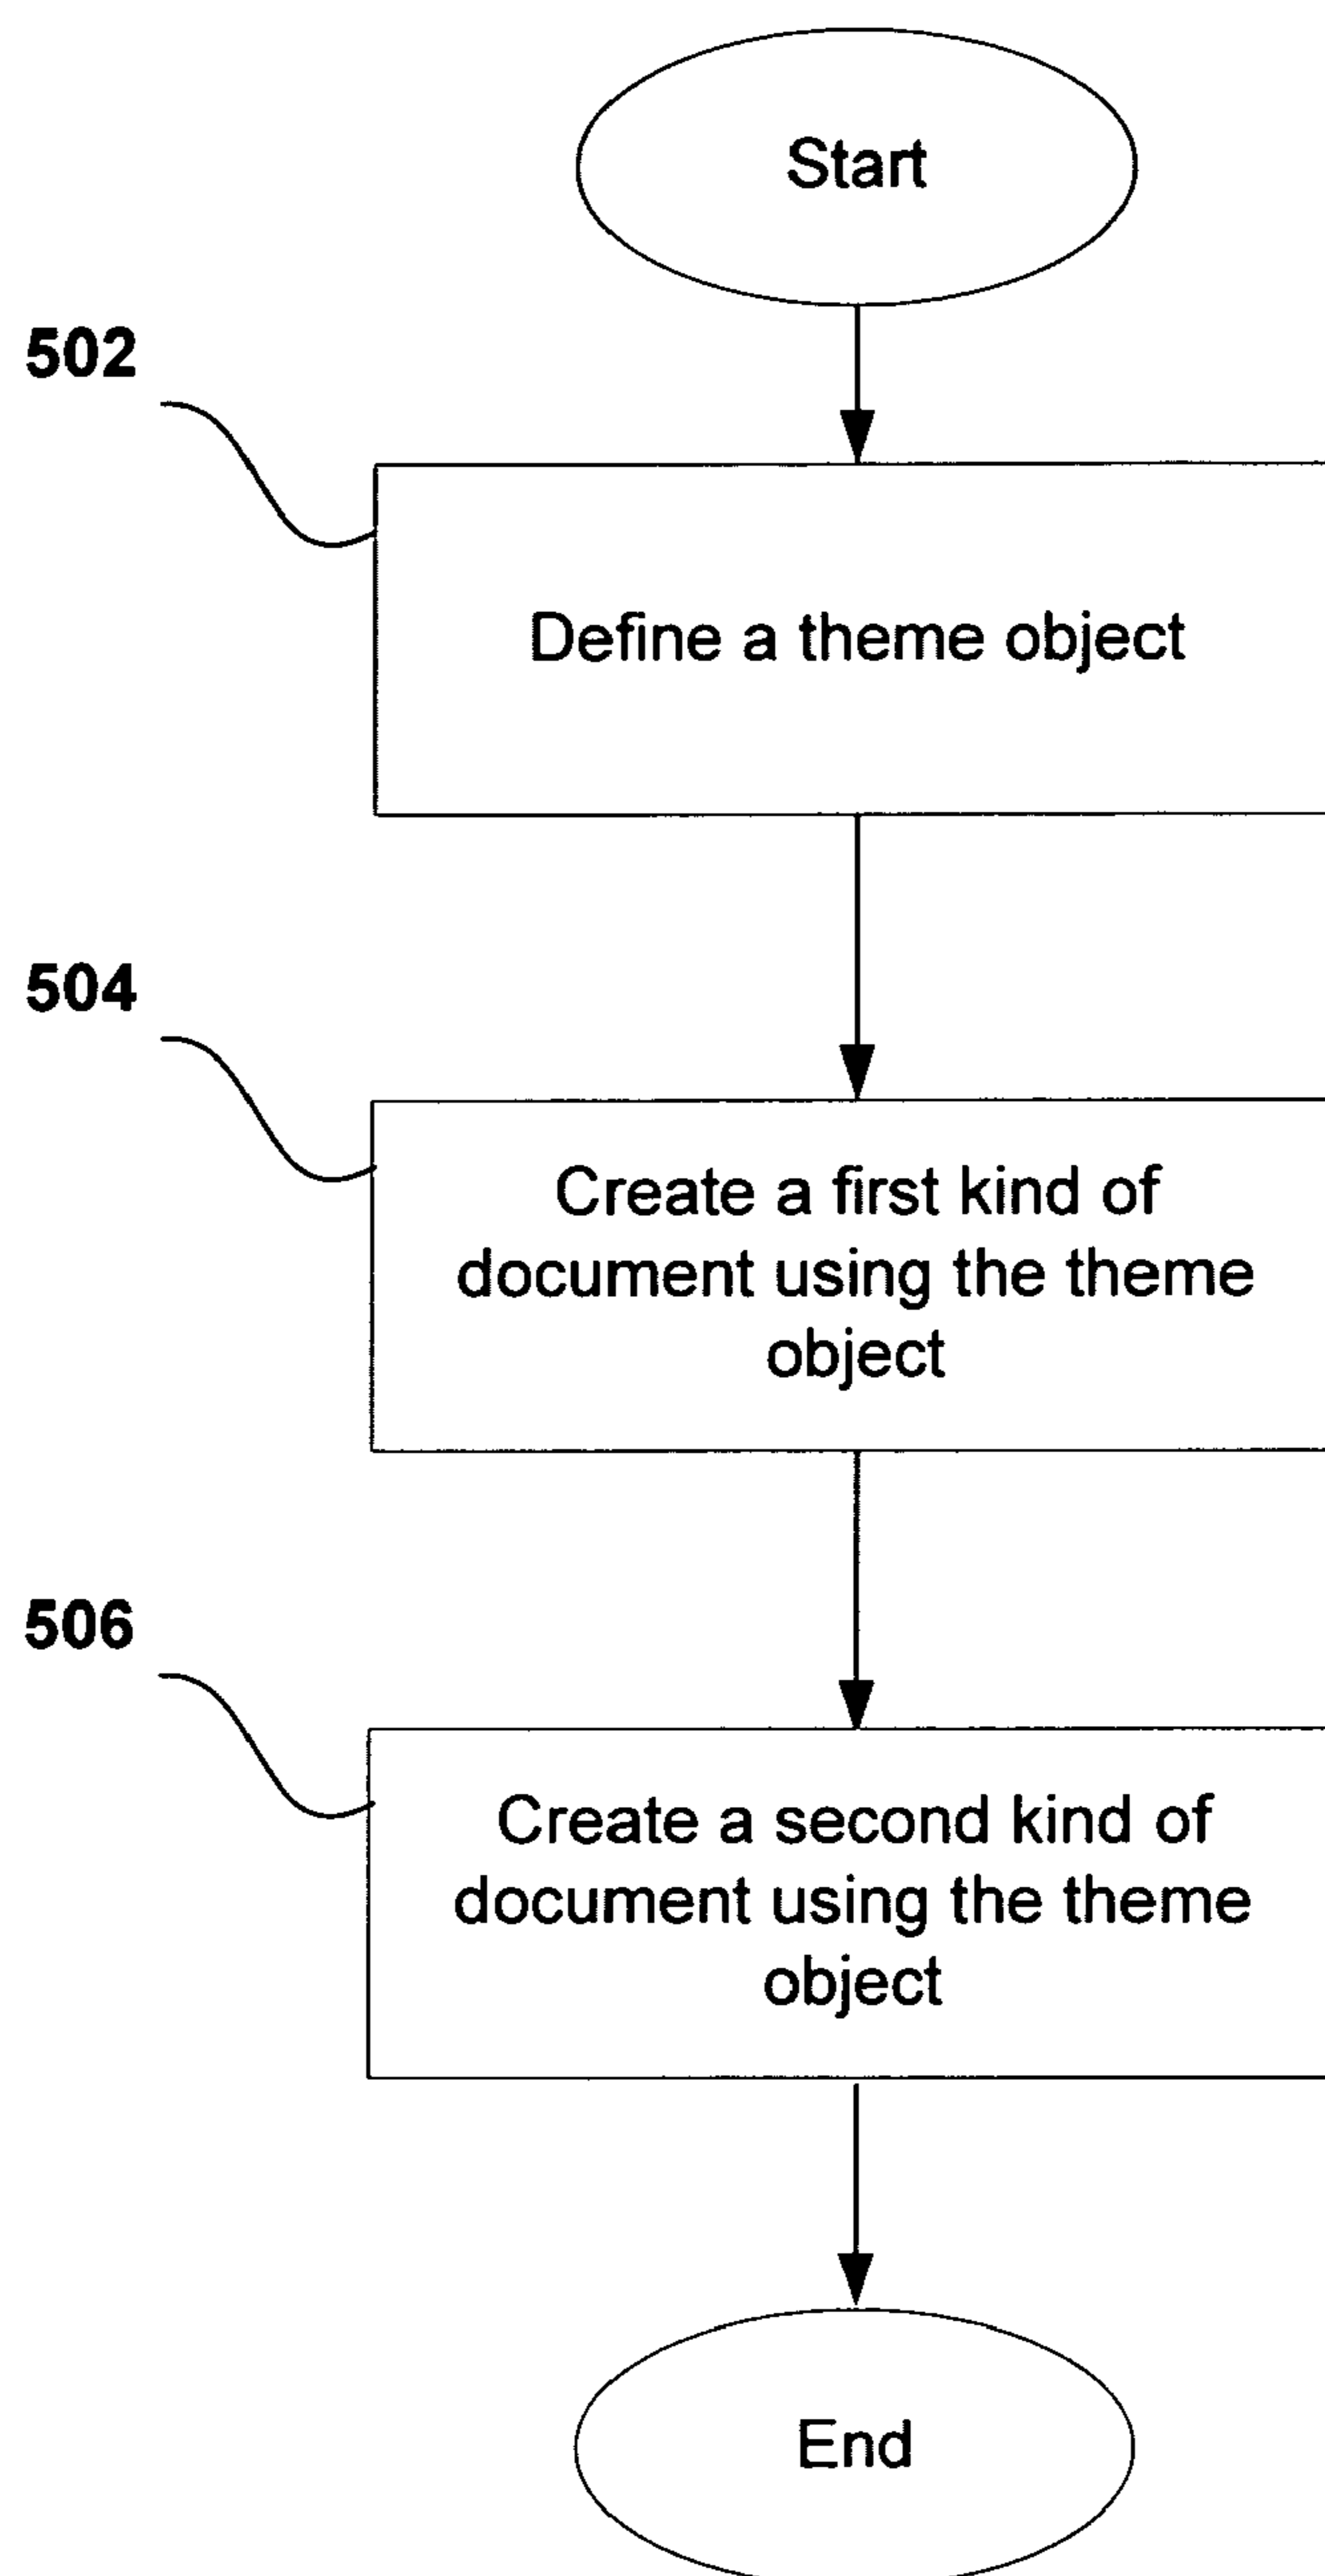 Start
502
Define a theme object
504
Create a first kind of
document using the theme
object
506
Create a second kind of
document using the theme
object
End